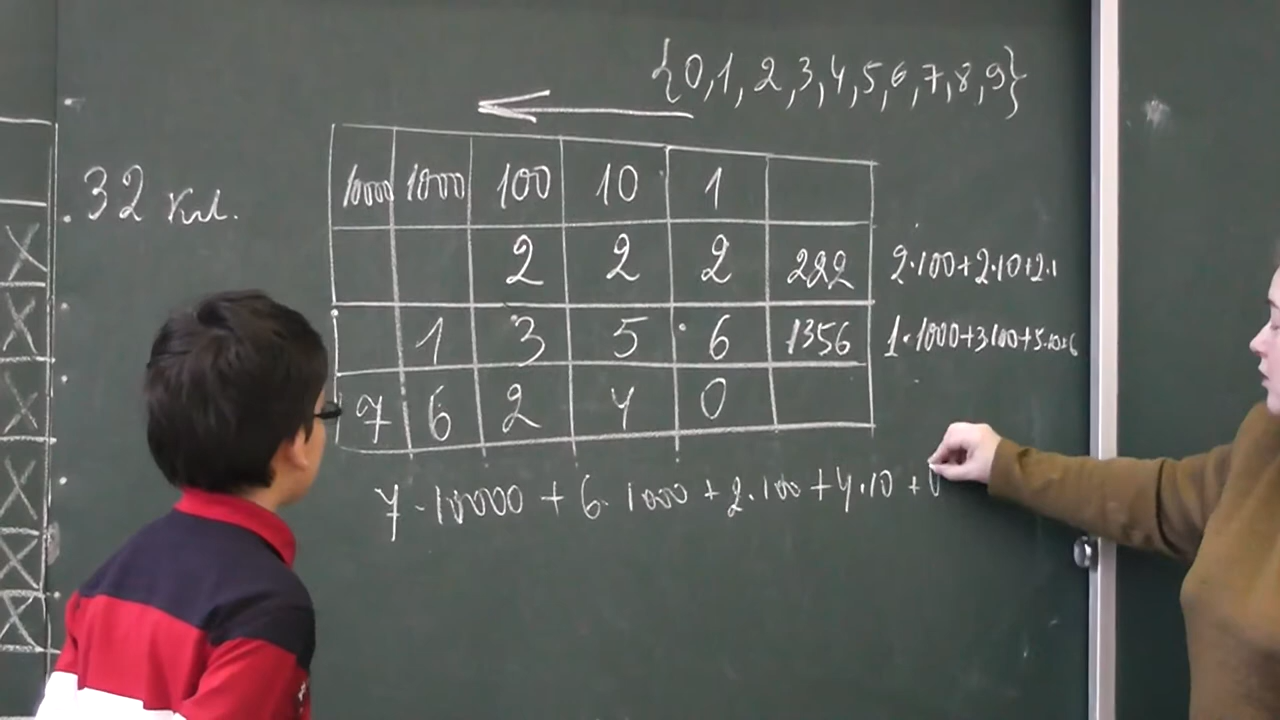 {0,1,2,3,4,5,6,7,8,9}
.32 кл.
10000 1000 100 10 1
2 2 2 222 2·100+2·10+2·1
1 3 5 6 1356 1·1000+3·100+5·10+6
7 6 2 4 0
7·10000+6·1000+2·100+4·10+0